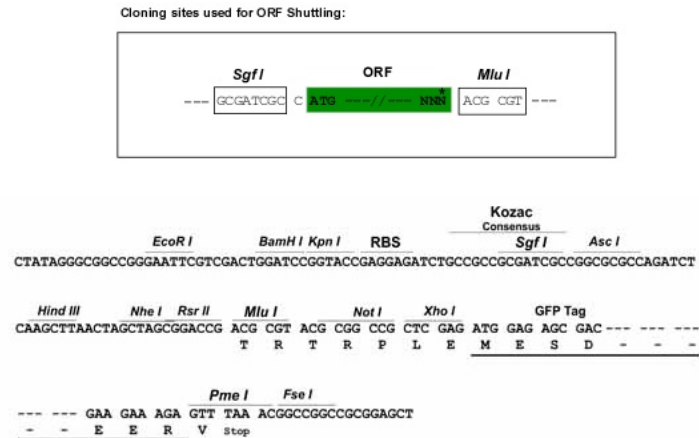 Cloning sites used for ORF Shuttling:
Sgf I ORF Mlu I
--- GCGATCGC C ATG ---//--- NNN* ACG CGT ---
Kozac
Consensus
EcoR I BamH I Kpn I RBS Sgf I Asc I
CTATAGGGCGGCCGGGAATTCGTCGACTGGATCCGGTACCGAGGAGATCTGCCGCCGCGATCGCCGGCGCGCCAGATCT
Hind III Nhe I Rsr II Mlu I Not I Xho I GFP Tag
CAAGCTTAACTAGCTAGCGGACCG ACG CGT ACG CGG CCG CTC GAG ATG GAG AGC GAC --- --- ---
T R T R P L E M E S D - - -
Pme I Fse I
--- --- GAA GAA AGA GTT TAA ACGGCCGGCCGCGGAGCT
- - E E R V Stop